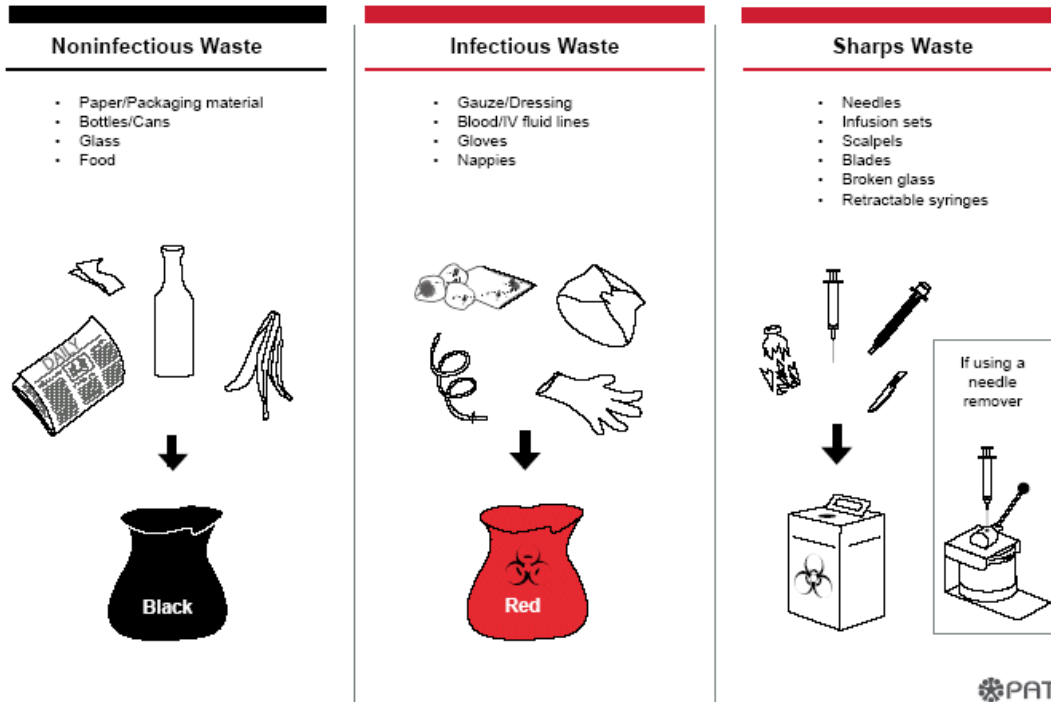 Noninfectious Waste
• Paper/Packaging material
• Bottles/Cans
• Glass
• Food
DAILY
Black
Infectious Waste
• Gauze/Dressing
• Blood/IV fluid lines
• Gloves
• Nappies
Red
Sharps Waste
• Needles
• Infusion sets
• Scalpels
• Blades
• Broken glass
• Retractable syringes
If using a
needle
remover
PAT